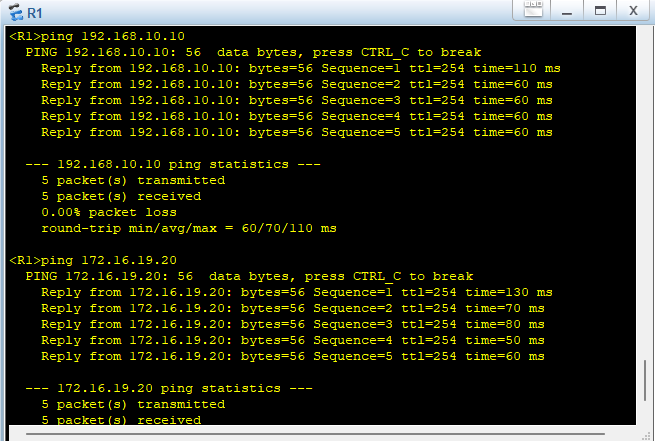 R1
<R1>ping 192.168.10.10
  PING 192.168.10.10: 56  data bytes, press CTRL_C to break
    Reply from 192.168.10.10: bytes=56 Sequence=1 ttl=254 time=110 ms
    Reply from 192.168.10.10: bytes=56 Sequence=2 ttl=254 time=60 ms
    Reply from 192.168.10.10: bytes=56 Sequence=3 ttl=254 time=60 ms
    Reply from 192.168.10.10: bytes=56 Sequence=4 ttl=254 time=60 ms
    Reply from 192.168.10.10: bytes=56 Sequence=5 ttl=254 time=60 ms
  --- 192.168.10.10 ping statistics ---
    5 packet(s) transmitted
    5 packet(s) received
    0.00% packet loss
    round-trip min/avg/max = 60/70/110 ms
<R1>ping 172.16.19.20
  PING 172.16.19.20: 56  data bytes, press CTRL_C to break
    Reply from 172.16.19.20: bytes=56 Sequence=1 ttl=254 time=130 ms
    Reply from 172.16.19.20: bytes=56 Sequence=2 ttl=254 time=70 ms
    Reply from 172.16.19.20: bytes=56 Sequence=3 ttl=254 time=80 ms
    Reply from 172.16.19.20: bytes=56 Sequence=4 ttl=254 time=50 ms
    Reply from 172.16.19.20: bytes=56 Sequence=5 ttl=254 time=60 ms
  --- 172.16.19.20 ping statistics ---
    5 packet(s) transmitted
    5 packet(s) received